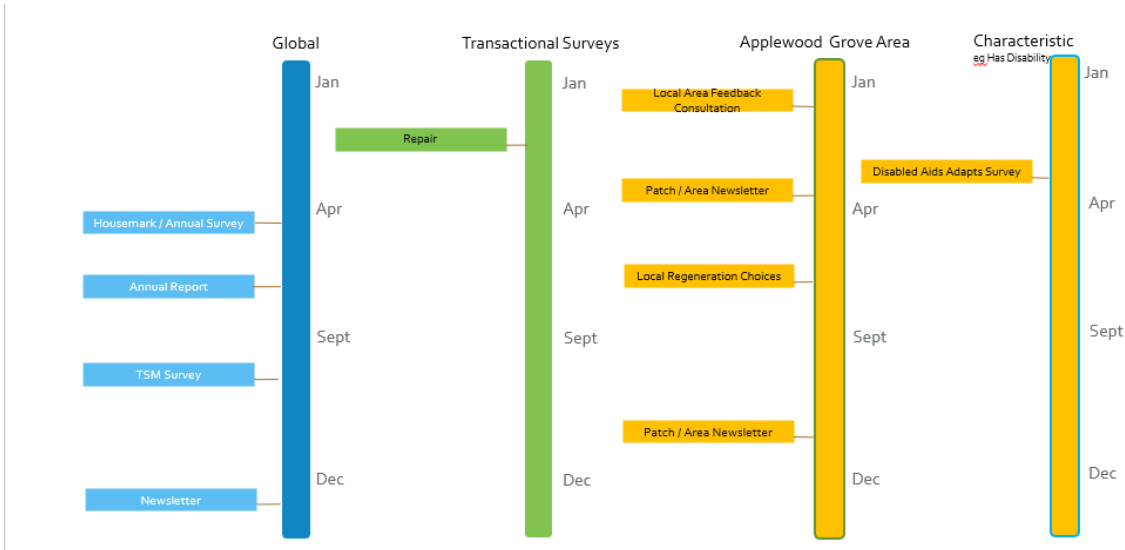 Global
Jan
Apr
Sept
Dec
Housemark / Annual Survey
Annual Report
TSM Survey
Newsletter
Transactional Surveys
Jan
Apr
Sept
Dec
Repair
Applewood Grove Area
Jan
Apr
Sept
Dec
Local Area Feedback
Consultation
Patch / Area Newsletter
Local Regeneration Choices
Patch / Area Newsletter
Characteristic
eg Has Disability
Jan
Apr
Sept
Dec
Disabled Aids Adapts Survey